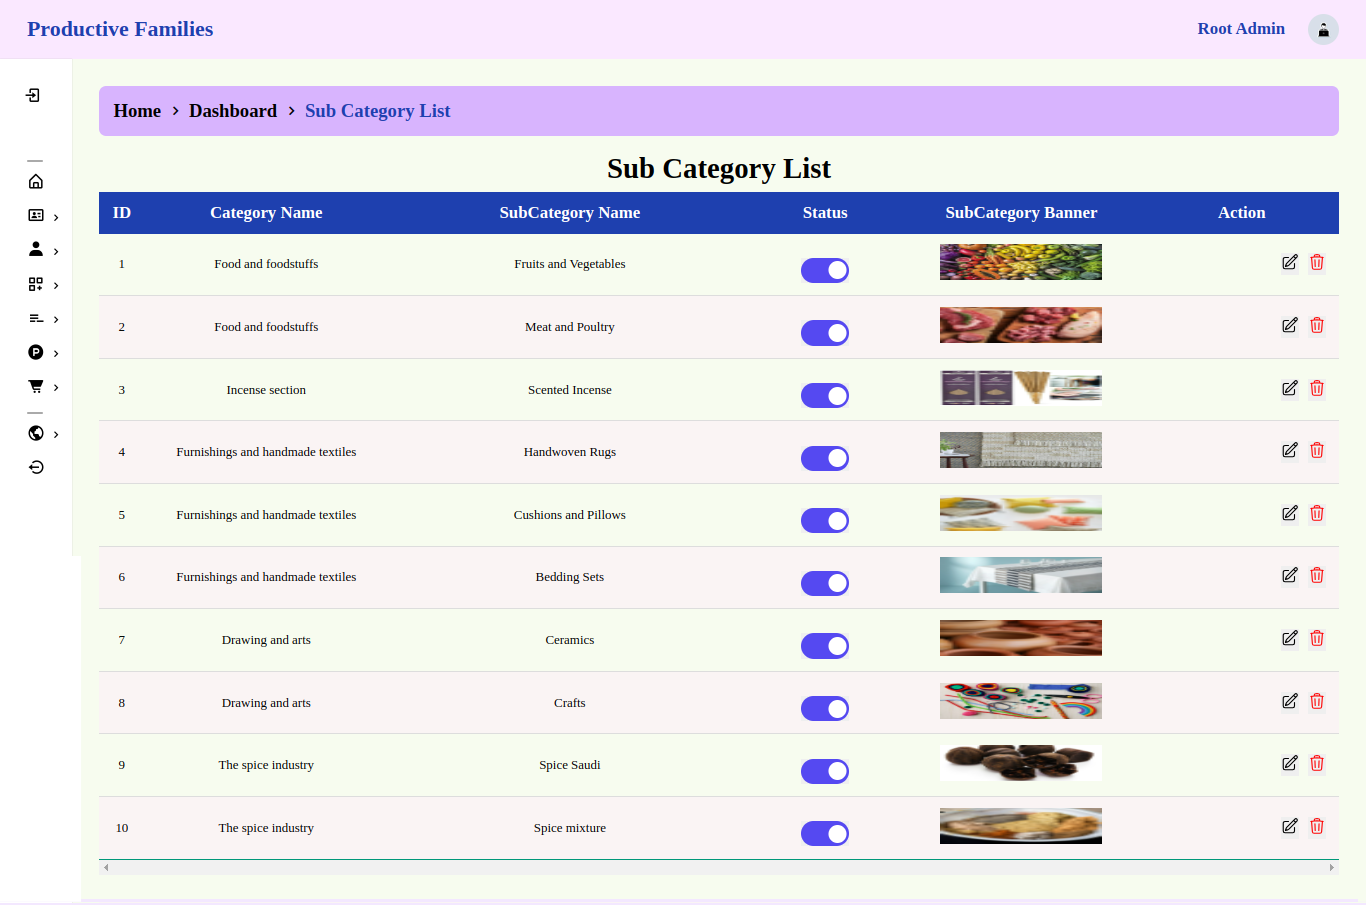 Productive Families
Root Admin
Home > Dashboard > Sub Category List
Sub Category List
ID Category Name SubCategory Name Status SubCategory Banner Action
1 Food and foodstuffs Fruits and Vegetables
2 Food and foodstuffs Meat and Poultry
3 Incense section Scented Incense
4 Furnishings and handmade textiles Handwoven Rugs
5 Furnishings and handmade textiles Cushions and Pillows
6 Furnishings and handmade textiles Bedding Sets
7 Drawing and arts Ceramics
8 Drawing and arts Crafts
9 The spice industry Spice Saudi
10 The spice industry Spice mixture